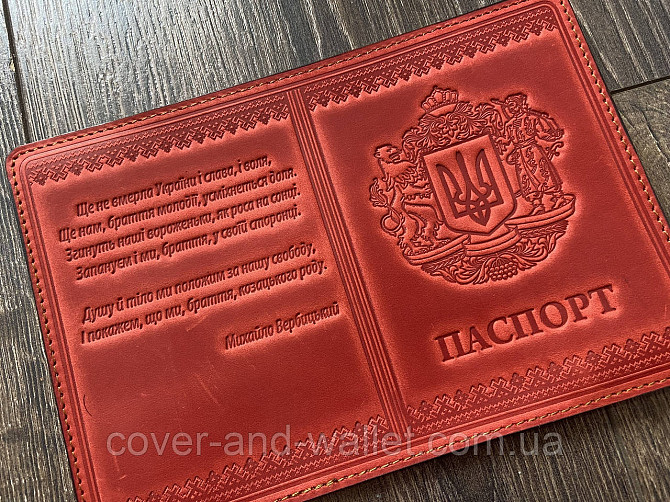 Ще не вмерла України і слава, і воля,
Ще нам, браття молодії, усміхнеться доля.
Згинуть наші вороженьки, як роса на сонці.
Запануєм і ми, браття, у своїй сторонці.
Душу й тіло ми положим за нашу свободу,
І покажем, що ми, браття, козацького роду.
Михайло Вербицький
ПАСПОРТ
cover-and-wallet.com.ua